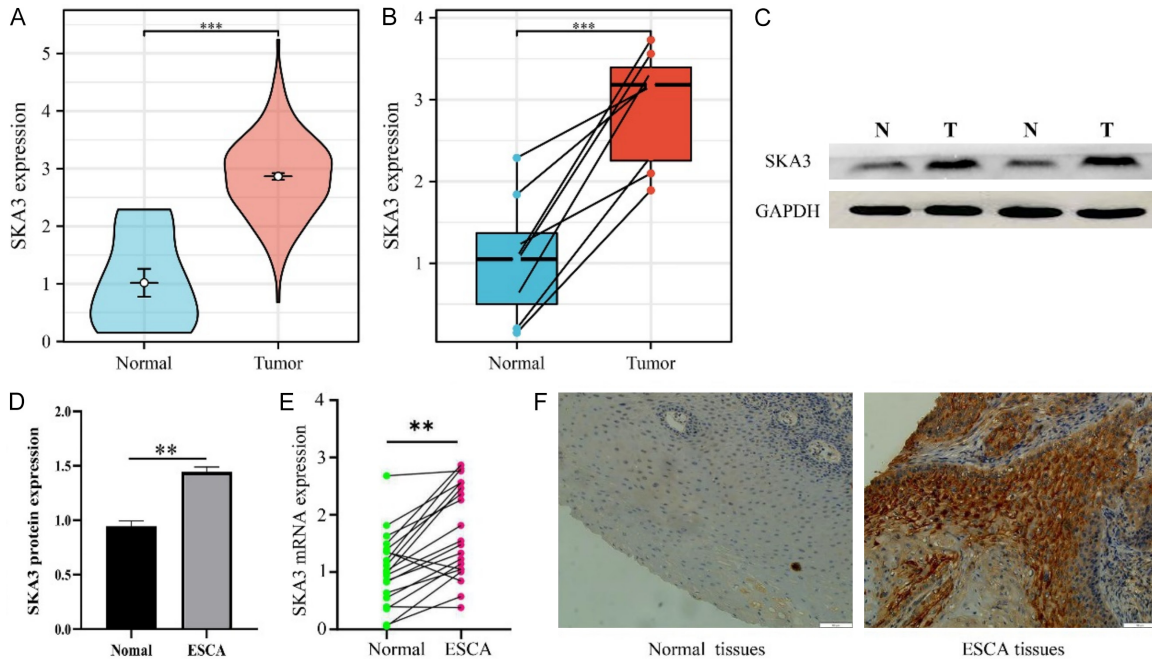 A
SKA3 expression
5
4
3
2
1
0
***
Normal
Tumor
B
SKA3 expression
4
3
2
1
***
Normal
Tumor
C
N T N T
SKA3
GAPDH
D
SKA3 protein expression
2.0
1.5
1.0
0.5
0.0
**
Nomal
ESCA
E
SKA3 mRNA expression
4
3
2
1
0
**
Normal
ESCA
F
Nomal tissues
ESCA tissues